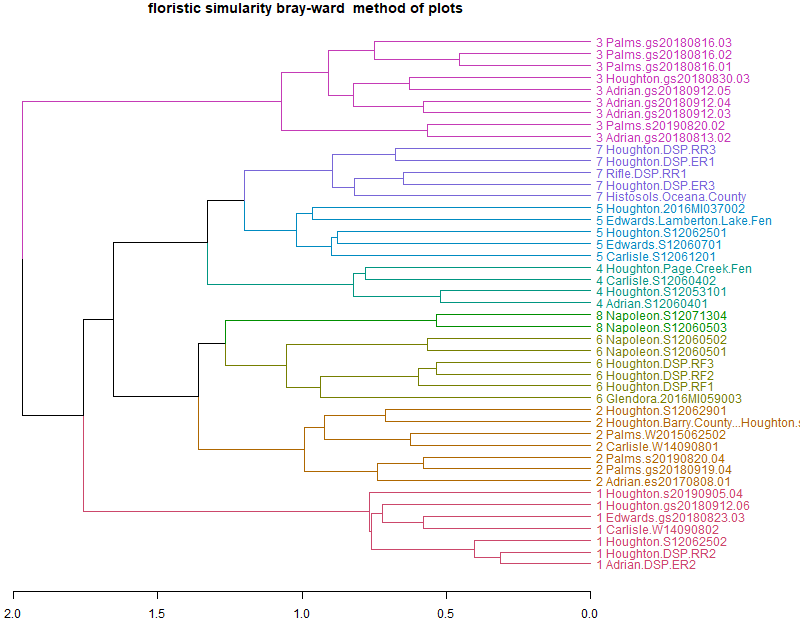 floristic simularity bray-ward method of plots
3 Palms.gs20180816.03
3 Palms.gs20180816.02
3 Palms.gs20180816.01
3 Houghton.gs20180830.03
3 Adrian.gs20180912.05
3 Adrian.gs20180912.04
3 Adrian.gs20180912.03
3 Palms.s20190820.02
3 Adrian.gs20180813.02
7 Houghton.DSP.RR3
7 Houghton.DSP.ER1
7 Rifle.DSP.RR1
7 Houghton.DSP.ER3
7 Histosols.Oceana.County
5 Houghton.2016MI037002
5 Edwards.Lamberton.Lake.Fen
5 Houghton.S12062501
5 Edwards.S12060701
5 Carlisle.S12061201
4 Houghton.Page.Creek.Fen
4 Carlisle.S12060402
4 Houghton.S12053101
4 Adrian.S12060401
8 Napoleon.S12071304
8 Napoleon.S12060503
6 Napoleon.S12060502
6 Napoleon.S12060501
6 Houghton.DSP.RF3
6 Houghton.DSP.RF2
6 Houghton.DSP.RF1
6 Glendora.2016MI059003
2 Houghton.S12062901
2 Houghton.Barry.County...Houghton.s
2 Palms.W2015062502
2 Carlisle.W14090801
2 Palms.s20190820.04
2 Palms.gs20180919.04
2 Adrian.es20170808.01
1 Houghton.s20190905.04
1 Houghton.gs20180912.06
1 Edwards.gs20180823.03
1 Carlisle.W14090802
1 Houghton.S12062502
1 Houghton.DSP.RR2
1 Adrian.DSP.ER2
2.0 1.5 1.0 0.5 0.0